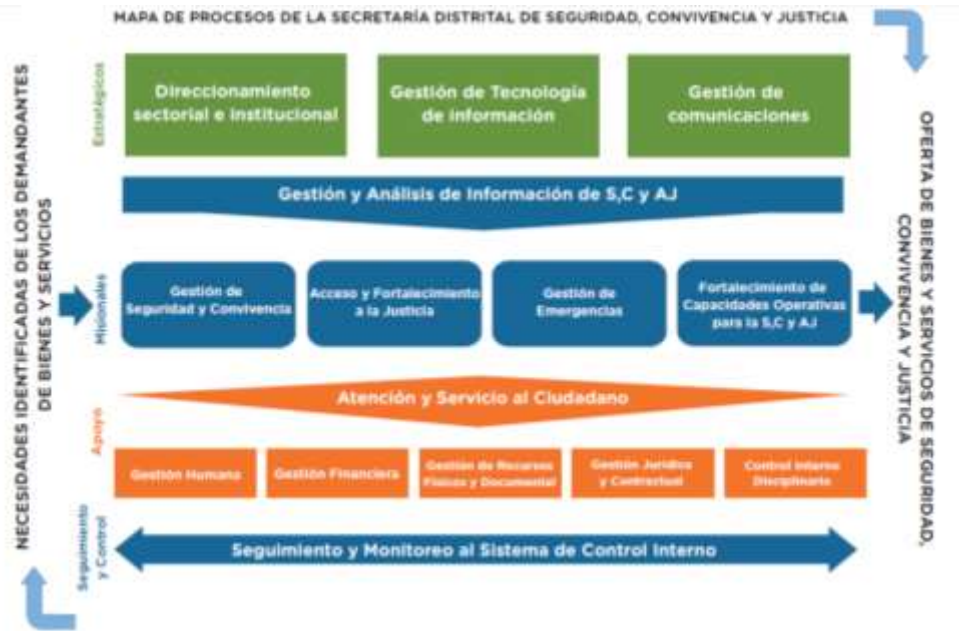 MAPA DE PROCESOS DE LA SECRETARÍA DISTRITAL DE SEGURIDAD, CONVIVENCIA Y JUSTICIA
NECESIDADES IDENTIFICADAS DE LOS DEMANDANTES
DE BIENES Y SERVICIOS
Estratégicos
Direccionamiento
sectorial e institucional
Gestión de Tecnología
de información
Gestión de
comunicaciones
Gestión y Análisis de Información de S,C y AJ
Misionales
Gestión de
Seguridad y Convivencia
Acceso y Fortalecimiento
a la Justicia
Gestión de
Emergencias
Fortalecimiento de
Capacidades Operativas
para la S,C y AJ
Apoyo
Atención y Servicio al Ciudadano
Gestión Humana
Gestión Financiera
Gestión de Recursos
Físicos y Documental
Gestión Jurídica
y Contractual
Control Interno
Disciplinario
Seguimiento
y Control
Seguimiento y Monitoreo al Sistema de Control Interno
OFERTA DE BIENES Y SERVICIOS DE SEGURIDAD,
CONVIVENCIA Y JUSTICIA